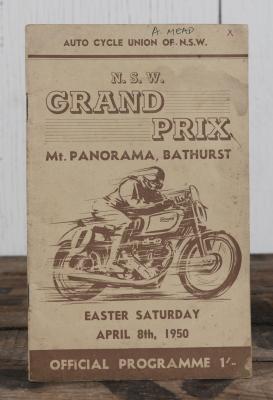 A. MEAD X
AUTO CYCLE UNION OF N.S.W.
N.S.W.
GRAND
PRIX
Mt. PANORAMA, BATHURST
EASTER SATURDAY
APRIL 8th, 1950
OFFICIAL PROGRAMME 1/-